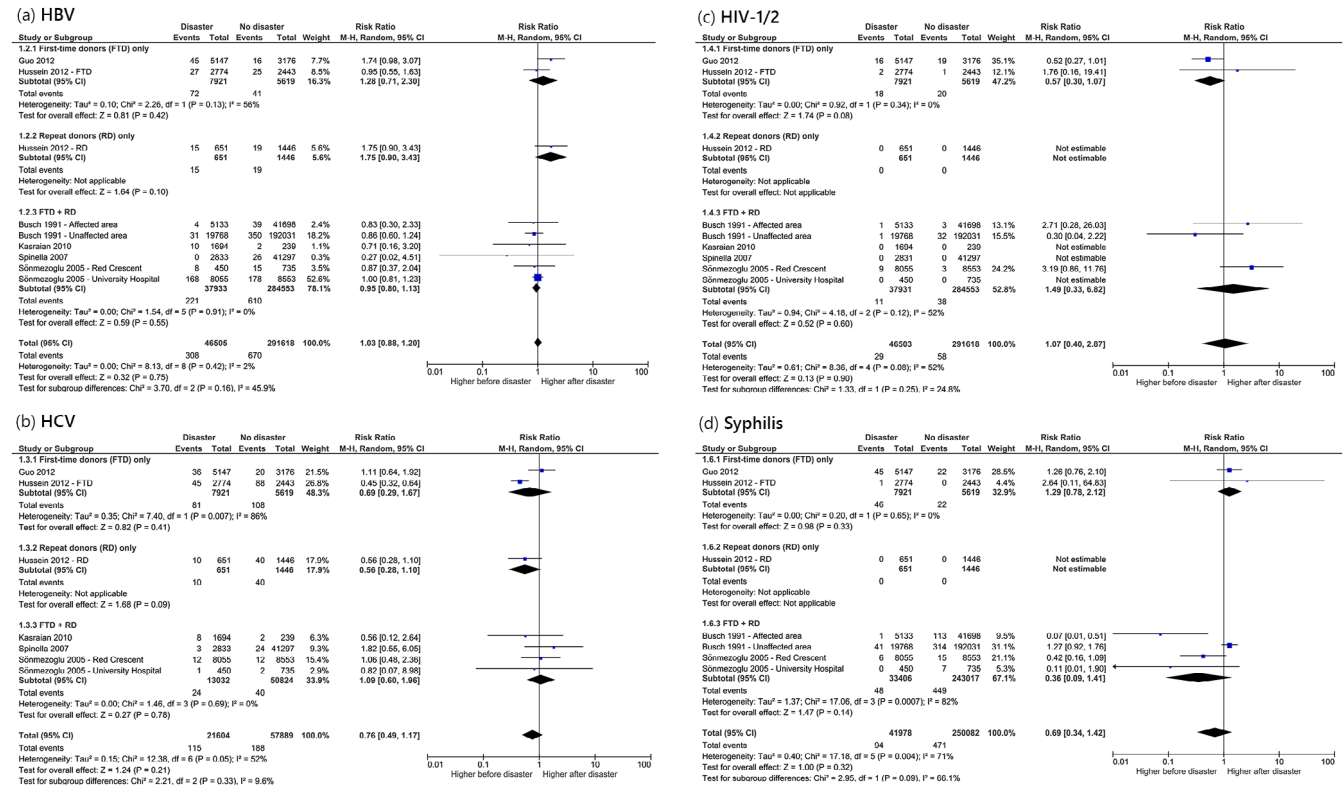 (a) HBV
Disaster No disaster Risk Ratio Risk Ratio
Study or Subgroup Events Total Events Total Weight M-H, Random, 95% CI M-H, Random, 95% CI
1.2.1 First-time donors (FTD) only
Guo 2012 45 5147 16 3176 7.7% 1.74 [0.98, 3.07]
Hussein 2012 - FTD 27 2774 25 2443 8.5% 0.95 [0.55, 1.63]
Subtotal (95% CI) 7921 5619 16.3% 1.28 [0.71, 2.30]
Total events 72 41
Heterogeneity: Tau² = 0.10; Chi² = 2.26, df = 1 (P = 0.13); I² = 56%
Test for overall effect: Z = 0.81 (P = 0.42)
1.2.2 Repeat donors (RD) only
Hussein 2012 - RD 15 651 19 1446 5.6% 1.75 [0.90, 3.43]
Subtotal (95% CI) 651 1446 5.6% 1.75 [0.90, 3.43]
Total events 15 19
Heterogeneity: Not applicable
Test for overall effect: Z = 1.64 (P = 0.10)
1.2.3 FTD + RD
Busch 1991 - Affected area 4 5133 39 41698 2.4% 0.83 [0.30, 2.33]
Busch 1991 - Unaffected area 31 19768 350 192031 18.2% 0.86 [0.60, 1.24]
Kasraian 2010 10 1694 2 239 1.1% 0.71 [0.16, 3.20]
Spinella 2007 0 2833 26 41297 0.3% 0.27 [0.02, 4.51]
Sönmezoglu 2005 - Red Crescent 8 450 15 735 3.5% 0.87 [0.37, 2.04]
Sönmezoglu 2005 - University Hospital 168 8055 178 8553 52.6% 1.00 [0.81, 1.23]
Subtotal (95% CI) 37933 284553 78.1% 0.95 [0.80, 1.13]
Total events 221 610
Heterogeneity: Tau² = 0.00; Chi² = 1.54, df = 5 (P = 0.91); I² = 0%
Test for overall effect: Z = 0.59 (P = 0.55)
Total (95% CI) 46505 291618 100.0% 1.03 [0.88, 1.20]
Total events 308 670
Heterogeneity: Tau² = 0.00; Chi² = 8.13, df = 8 (P = 0.42); I² = 2%
Test for overall effect: Z = 0.32 (P = 0.75)
Test for subgroup differences: Chi² = 3.70, df = 2 (P = 0.16), I² = 45.9%
0.01 0.1 1 10 100
Higher before disaster Higher after disaster
(b) HCV
Disaster No disaster Risk Ratio Risk Ratio
Study or Subgroup Events Total Events Total Weight M-H, Random, 95% CI M-H, Random, 95% CI
1.3.1 First-time donors (FTD) only
Guo 2012 36 5147 20 3176 21.5% 1.11 [0.64, 1.92]
Hussein 2012 - FTD 45 2774 88 2443 26.8% 0.45 [0.32, 0.64]
Subtotal (95% CI) 7921 5619 48.3% 0.69 [0.29, 1.67]
Total events 81 108
Heterogeneity: Tau² = 0.35; Chi² = 7.40, df = 1 (P = 0.007); I² = 86%
Test for overall effect: Z = 0.82 (P = 0.41)
1.3.2 Repeat donors (RD) only
Hussein 2012 - RD 10 651 40 1446 17.9% 0.56 [0.28, 1.10]
Subtotal (95% CI) 651 1446 17.9% 0.56 [0.28, 1.10]
Total events 10 40
Heterogeneity: Not applicable
Test for overall effect: Z = 1.68 (P = 0.09)
1.3.3 FTD + RD
Kasraian 2010 8 1694 2 239 6.3% 0.56 [0.12, 2.64]
Spinella 2007 3 2833 24 41297 9.3% 1.82 [0.55, 6.05]
Sönmezoglu 2005 - Red Crescent 12 8055 12 8553 15.4% 1.06 [0.48, 2.36]
Sönmezoglu 2005 - University Hospital 1 450 2 735 2.9% 0.82 [0.07, 8.98]
Subtotal (95% CI) 13032 50824 33.9% 1.09 [0.60, 1.96]
Total events 24 40
Heterogeneity: Tau² = 0.00; Chi² = 1.46, df = 3 (P = 0.69); I² = 0%
Test for overall effect: Z = 0.27 (P = 0.78)
Total (95% CI) 21604 57889 100.0% 0.76 [0.49, 1.17]
Total events 115 188
Heterogeneity: Tau² = 0.15; Chi² = 12.38, df = 6 (P = 0.05); I² = 52%
Test for overall effect: Z = 1.24 (P = 0.21)
Test for subgroup differences: Chi² = 2.21, df = 2 (P = 0.33), I² = 9.6%
0.01 0.1 1 10 100
Higher before disaster Higher after disaster
(c) HIV-1/2
Disaster No disaster Risk Ratio Risk Ratio
Study or Subgroup Events Total Events Total Weight M-H, Random, 95% CI M-H, Random, 95% CI
1.4.1 First-time donors (FTD) only
Guo 2012 16 5147 19 3176 35.1% 0.52 [0.27, 1.01]
Hussein 2012 - FTD 2 2774 1 2443 12.1% 1.76 [0.16, 19.41]
Subtotal (95% CI) 7921 5619 47.2% 0.57 [0.30, 1.07]
Total events 18 20
Heterogeneity: Tau² = 0.00; Chi² = 0.92, df = 1 (P = 0.34); I² = 0%
Test for overall effect: Z = 1.74 (P = 0.08)
1.4.2 Repeat donors (RD) only
Hussein 2012 - RD 0 651 0 1446 Not estimable
Subtotal (95% CI) 651 1446 Not estimable
Total events 0 0
Heterogeneity: Not applicable
Test for overall effect: Not applicable
1.4.3 FTD + RD
Busch 1991 - Affected area 1 5133 3 41698 13.1% 2.71 [0.28, 26.03]
Busch 1991 - Unaffected area 1 19768 32 192031 15.5% 0.30 [0.04, 2.22]
Kasraian 2010 0 1694 0 239 Not estimable
Spinella 2007 0 2831 0 41297 Not estimable
Sönmezoglu 2005 - Red Crescent 9 8055 3 8553 24.2% 3.19 [0.86, 11.76]
Sönmezoglu 2005 - University Hospital 0 450 0 735 Not estimable
Subtotal (95% CI) 37931 284553 52.8% 1.49 [0.33, 6.82]
Total events 11 38
Heterogeneity: Tau² = 0.94; Chi² = 4.18, df = 2 (P = 0.12); I² = 52%
Test for overall effect: Z = 0.52 (P = 0.60)
Total (95% CI) 46503 291618 100.0% 1.07 [0.40, 2.87]
Total events 29 58
Heterogeneity: Tau² = 0.61; Chi² = 8.36, df = 4 (P = 0.08); I² = 52%
Test for overall effect: Z = 0.13 (P = 0.90)
Test for subgroup differences: Chi² = 1.33, df = 1 (P = 0.25), I² = 24.8%
0.01 0.1 1 10 100
Higher before disaster Higher after disaster
(d) Syphilis
Disaster No disaster Risk Ratio Risk Ratio
Study or Subgroup Events Total Events Total Weight M-H, Random, 95% CI M-H, Random, 95% CI
1.6.1 First-time donors (FTD) only
Guo 2012 45 5147 22 3176 28.5% 1.26 [0.76, 2.10]
Hussein 2012 - FTD 1 2774 0 2443 4.4% 2.64 [0.11, 64.83]
Subtotal (95% CI) 7921 5619 32.9% 1.29 [0.78, 2.12]
Total events 46 22
Heterogeneity: Tau² = 0.00; Chi² = 0.20, df = 1 (P = 0.65); I² = 0%
Test for overall effect: Z = 0.98 (P = 0.33)
1.6.2 Repeat donors (RD) only
Hussein 2012 - RD 0 651 0 1446 Not estimable
Subtotal (95% CI) 651 1446 Not estimable
Total events 0 0
Heterogeneity: Not applicable
Test for overall effect: Not applicable
1.6.3 FTD + RD
Busch 1991 - Affected area 1 5133 113 41698 9.5% 0.07 [0.01, 0.51]
Busch 1991 - Unaffected area 41 19768 314 192031 31.2% 1.27 [0.92, 1.76]
Sönmezoglu 2005 - Red Crescent 6 8055 15 8553 21.1% 0.42 [0.16, 1.09]
Sönmezoglu 2005 - University Hospital 0 450 7 735 5.3% 0.11 [0.01, 1.90]
Subtotal (95% CI) 33406 243017 67.1% 0.36 [0.09, 1.41]
Total events 48 449
Heterogeneity: Tau² = 1.37; Chi² = 17.06, df = 3 (P = 0.0007); I² = 82%
Test for overall effect: Z = 1.47 (P = 0.14)
Total (95% CI) 41978 250082 100.0% 0.69 [0.34, 1.42]
Total events 94 471
Heterogeneity: Tau² = 0.40; Chi² = 17.18, df = 5 (P = 0.004); I² = 71%
Test for overall effect: Z = 1.00 (P = 0.32)
Test for subgroup differences: Chi² = 2.95, df = 1 (P = 0.09), I² = 66.1%
0.01 0.1 1 10 100
Higher before disaster Higher after disaster